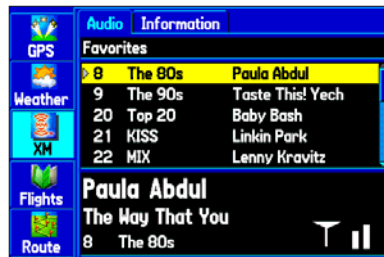 Audio Information
GPS
Favorites
8 The 80s Paula Abdul
Weather
9 The 90s Taste This! Yech
20 Top 20 Baby Bash
21 KISS Linkin Park
XM
22 MIX Lenny Kravitz
Flights
Paula Abdul
The Way That You
Route
8 The 80s